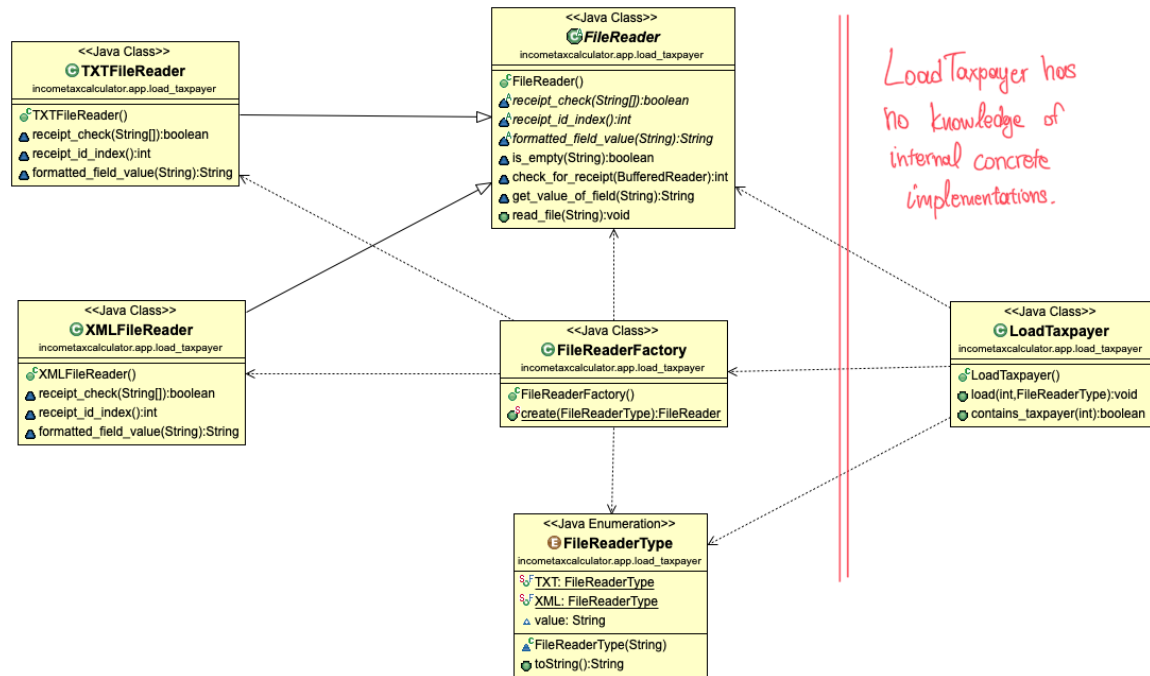 <<Java Class>>
TXTFileReader
incometaxcalculator.app.load_taxpayer
TXTFileReader()
receipt_check(String[]):boolean
receipt_id_index():int
formatted_field_value(String):String
<<Java Class>>
FileReader
incometaxcalculator.app.load_taxpayer
FileReader()
receipt_check(String[]):boolean
receipt_id_index():int
formatted_field_value(String):String
is_empty(String):boolean
check_for_receipt(BufferedReader):int
get_value_of_field(String):String
read_file(String):void
LoadTaxpayer has
no knowledge of
internal concrete
implementations.
<<Java Class>>
XMLFileReader
incometaxcalculator.app.load_taxpayer
XMLFileReader()
receipt_check(String[]):boolean
receipt_id_index():int
formatted_field_value(String):String
<<Java Class>>
FileReaderFactory
incometaxcalculator.app.load_taxpayer
FileReaderFactory()
create(FileReaderType):FileReader
<<Java Class>>
LoadTaxpayer
incometaxcalculator.app.load_taxpayer
LoadTaxpayer()
load(int,FileReaderType):void
contains_taxpayer(int):boolean
<<Java Enumeration>>
FileReaderType
incometaxcalculator.app.load_taxpayer
TXT: FileReaderType
XML: FileReaderType
value: String
FileReaderType(String)
toString():String